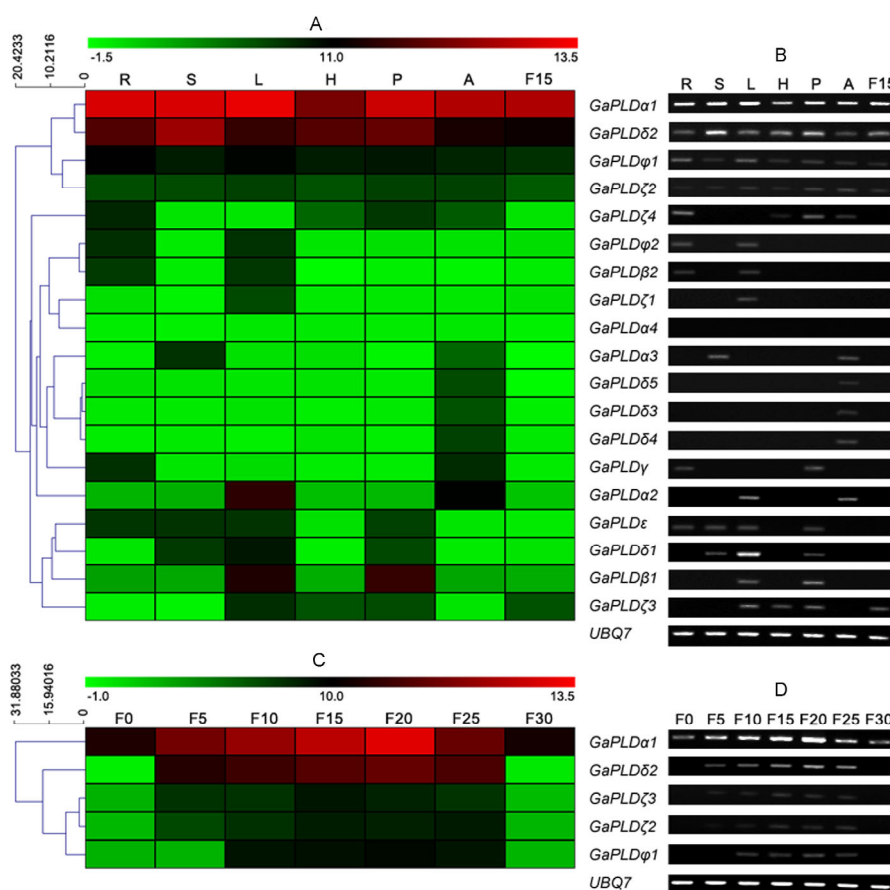 A
-1.5 11.0 13.5
20.4233 10.2116 0
R S L H P A F15
GaPLDα1
GaPLDδ2
GaPLDφ1
GaPLDζ2
GaPLDζ4
GaPLDφ2
GaPLDβ2
GaPLDζ1
GaPLDα4
GaPLDα3
GaPLDδ5
GaPLDδ3
GaPLDδ4
GaPLDγ
GaPLDα2
GaPLDε
GaPLDδ1
GaPLDβ1
GaPLDζ3
UBQ7
B
R S L H P A F15
C
-1.0 10.0 13.5
31.88033 15.94016 0
F0 F5 F10 F15 F20 F25 F30
GaPLDα1
GaPLDδ2
GaPLDζ3
GaPLDζ2
GaPLDφ1
UBQ7
D
F0 F5 F10 F15 F20 F25 F30